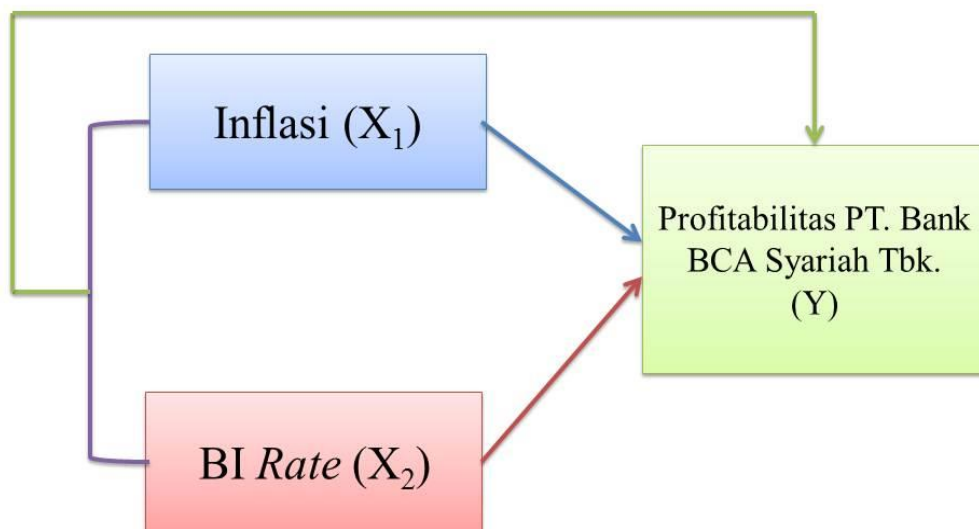 Inflasi (X₁)
Profitabilitas PT. Bank
BCA Syariah Tbk.
(Y)
BI Rate (X₂)